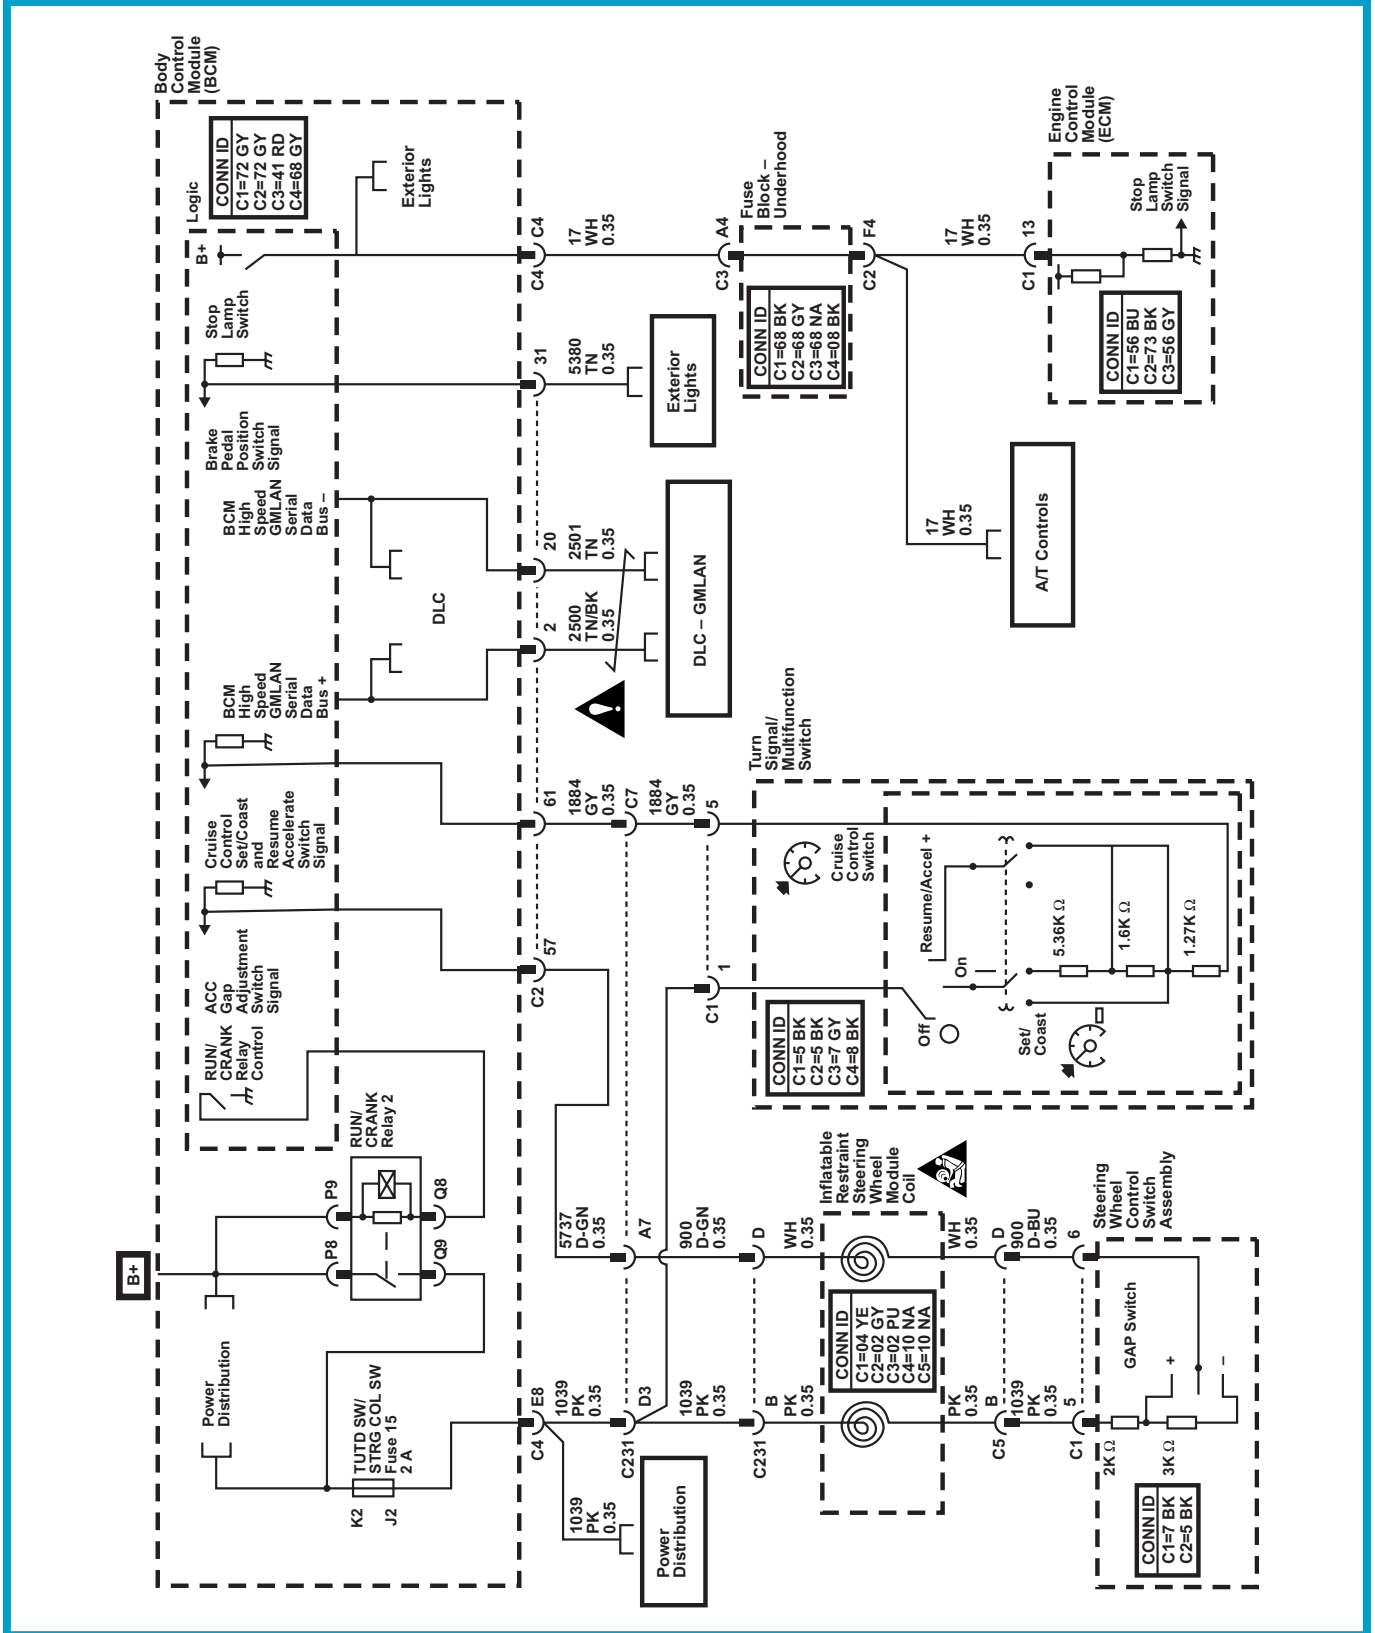 B+
Body
Control
Module
(BCM)
Power
Distribution
TUTD SW/
STRG COL SW
Fuse 15
2 A
K2
J2
P8
P9
Q9
Q8
RUN/
CRANK
Relay 2
RUN/
CRANK
Relay
Control
ACC
Gap
Adjustment
Switch
Signal
Cruise
Control
Set/Coast
and
Resume
Accelerate
Switch
Signal
BCM
High
Speed
GMLAN
Serial
Data
Bus +
BCM
High
Speed
GMLAN
Serial
Data
Bus –
DLC
Brake
Pedal
Position
Switch
Signal
Stop
Lamp
Switch
B+
Logic
CONN ID
C1=72 GY
C2=72 GY
C3=41 RD
C4=68 GY
Exterior
Lights
C4
E8
C2
57
61
2
20
31
C4
C4
1039
PK
0.35
1039
PK
0.35
Power
Distribution
5737
D-GN
0.35
1884
GY
0.35
2500
TN/BK
0.35
2501
TN
0.35
5380
TN
0.35
17
WH
0.35
C231
D3
A7
C7
DLC – GMLAN
Exterior
Lights
1039
PK
0.35
900
D-GN
0.35
1884
GY
0.35
C1
1
5
C3
A4
Fuse
Block –
Underhood
CONN ID
C1=68 BK
C2=68 GY
C3=68 NA
C4=08 BK
C2
F4
C231
B
D
PK
0.35
WH
0.35
Inflatable
Restraint
Steering
Wheel
Module
Coil
CONN ID
C1=04 YE
C2=02 GY
C3=02 PU
C4=10 NA
C5=10 NA
Turn
Signal/
Multifunction
Switch
CONN ID
C1=5 BK
C2=5 BK
C3=7 GY
C4=8 BK
Cruise
Control
Switch
Off
On
Resume/Accel +
Set/
Coast
5.36K Ω
1.6K Ω
1.27K Ω
17
WH
0.35
A/T Controls
17
WH
0.35
C1
13
Engine
Control
Module
(ECM)
Stop
Lamp
Switch
Signal
CONN ID
C1=56 BU
C2=73 BK
C3=56 GY
PK
0.35
WH
0.35
C5
B
D
1039
PK
0.35
900
D-BU
0.35
C1
5
6
Steering
Wheel
Control
Switch
Assembly
2K Ω
3K Ω
GAP Switch
+
–
CONN ID
C1=7 BK
C2=5 BK